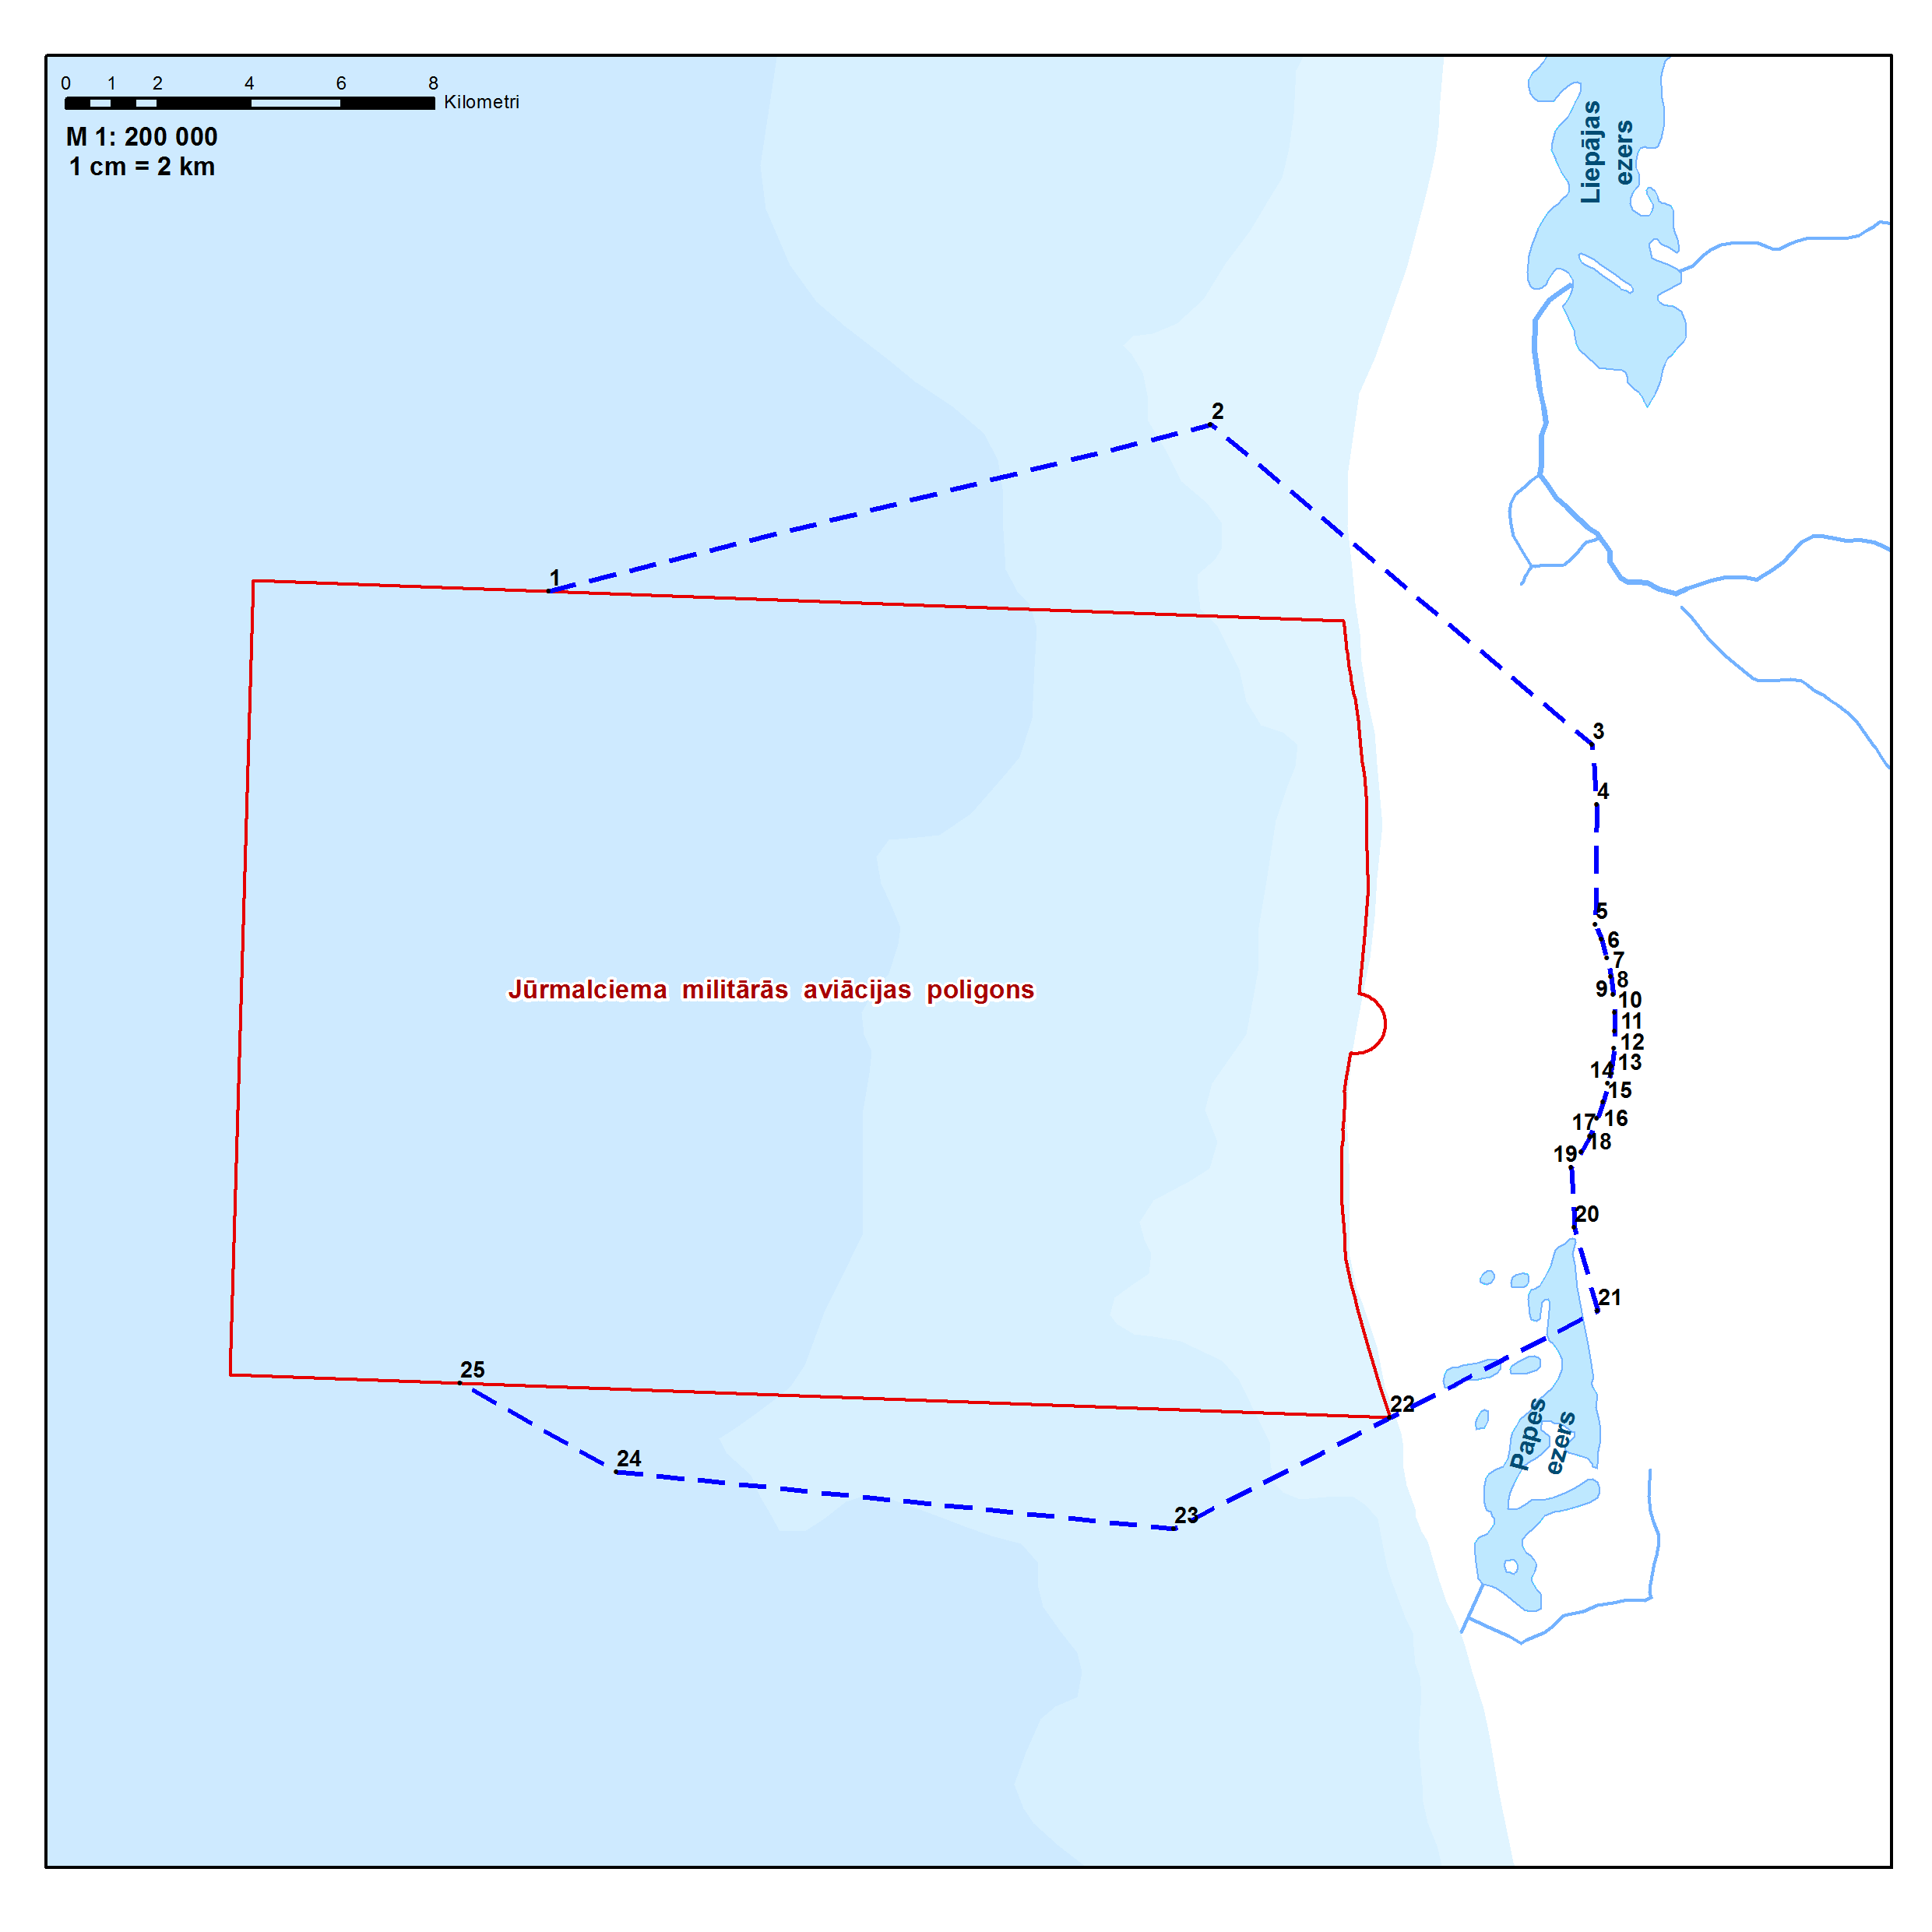 0 1 2 4 6 8
Kilometri
M 1: 200 000
1 cm = 2 km
Liepājas
ezers
2
1
3
4
5
6
7
8
9
10
11
12
13
14
15
16
17
18
19
20
21
22
23
24
25
Jūrmalciema militārās aviācijas poligons
Papes
ezers